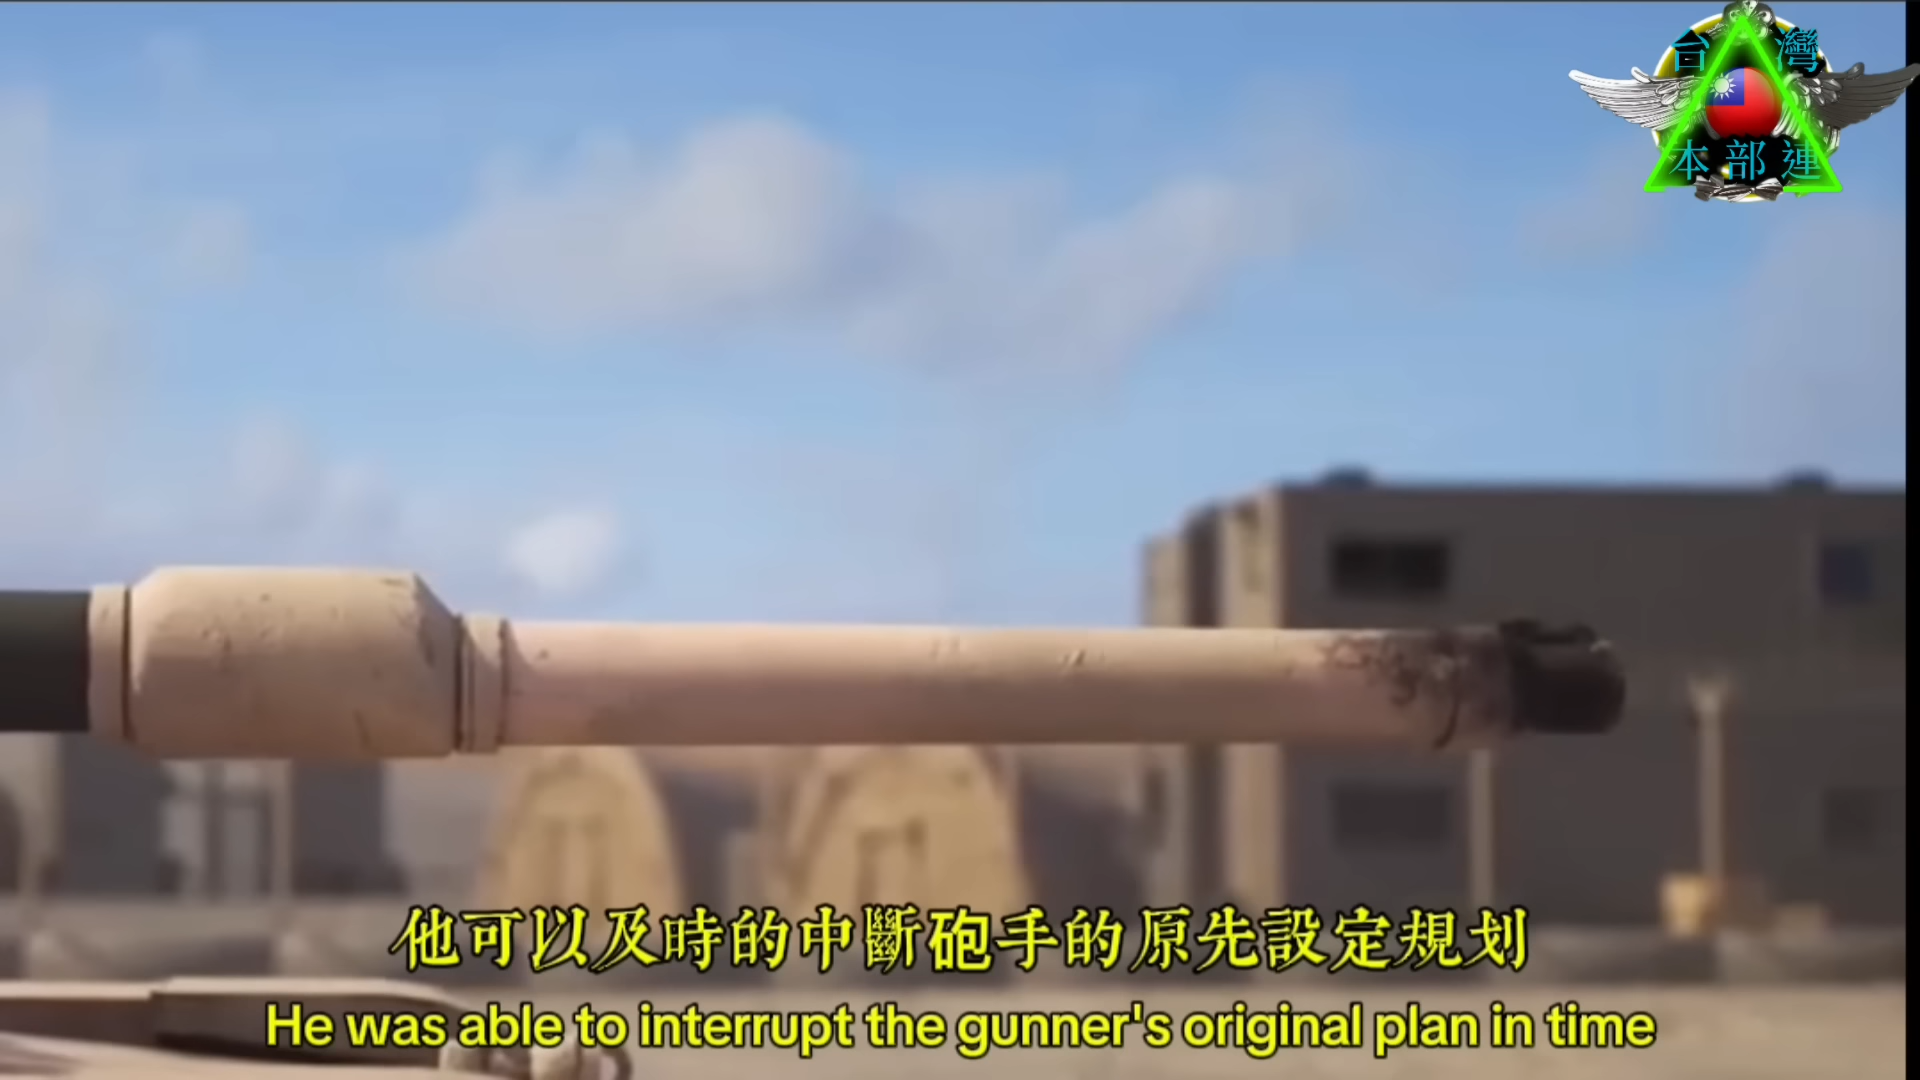 台灣
本部連
他可以及時的中斷砲手的原先設定規划
He was able to interrupt the gunner's original plan in time